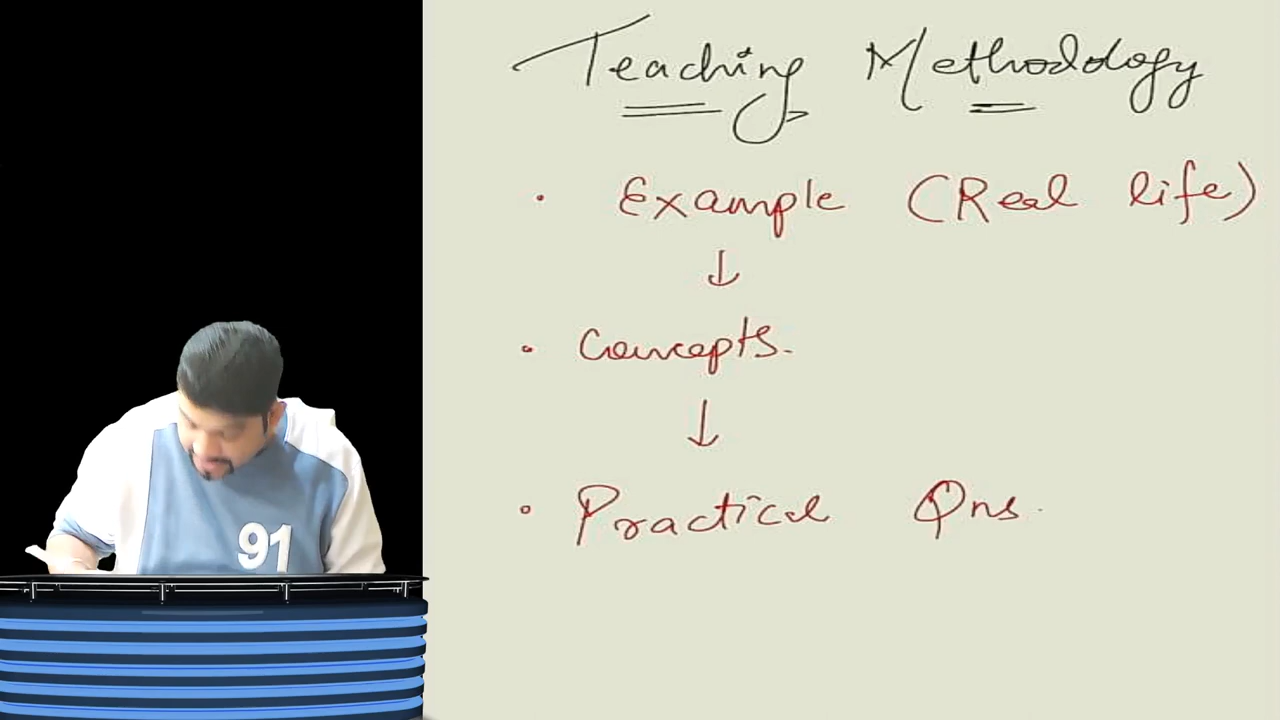 Teaching Methodology
• Example (Real life)
↓
• Concepts.
↓
• Practical Qns.
91